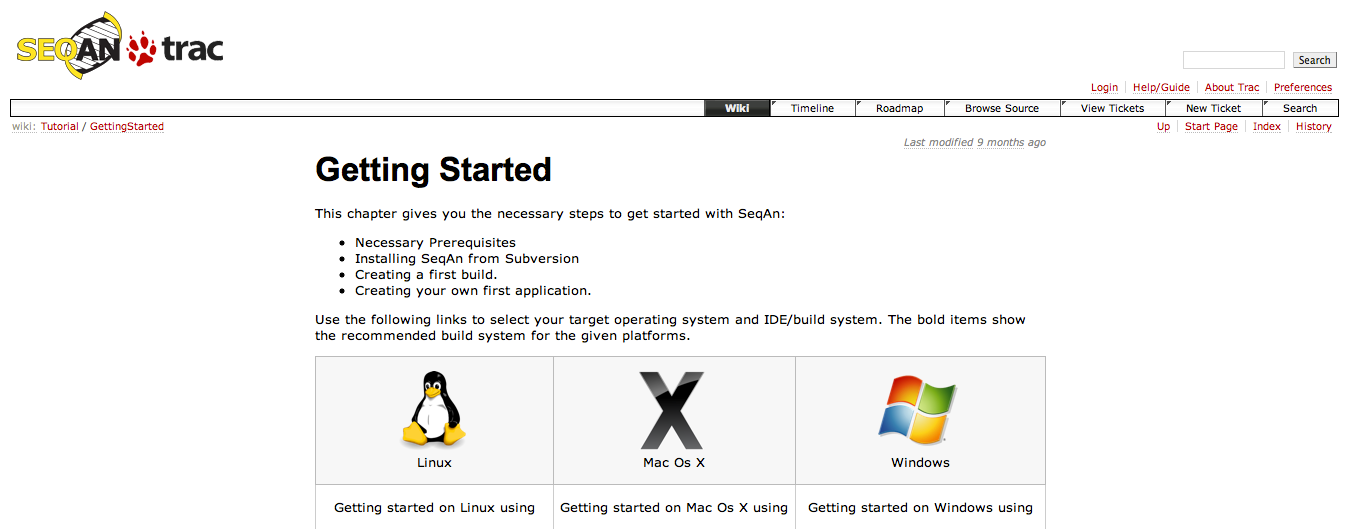 SEQAN trac
Search
Login Help/Guide About Trac Preferences
Wiki Timeline Roadmap Browse Source View Tickets New Ticket Search
wiki: Tutorial / GettingStarted
Up Start Page Index History
Last modified 9 months ago
Getting Started
This chapter gives you the necessary steps to get started with SeqAn:
• Necessary Prerequisites
• Installing SeqAn from Subversion
• Creating a first build.
• Creating your own first application.
Use the following links to select your target operating system and IDE/build system. The bold items show
the recommended build system for the given platforms.
Linux Mac Os X Windows
Getting started on Linux using Getting started on Mac Os X using Getting started on Windows using